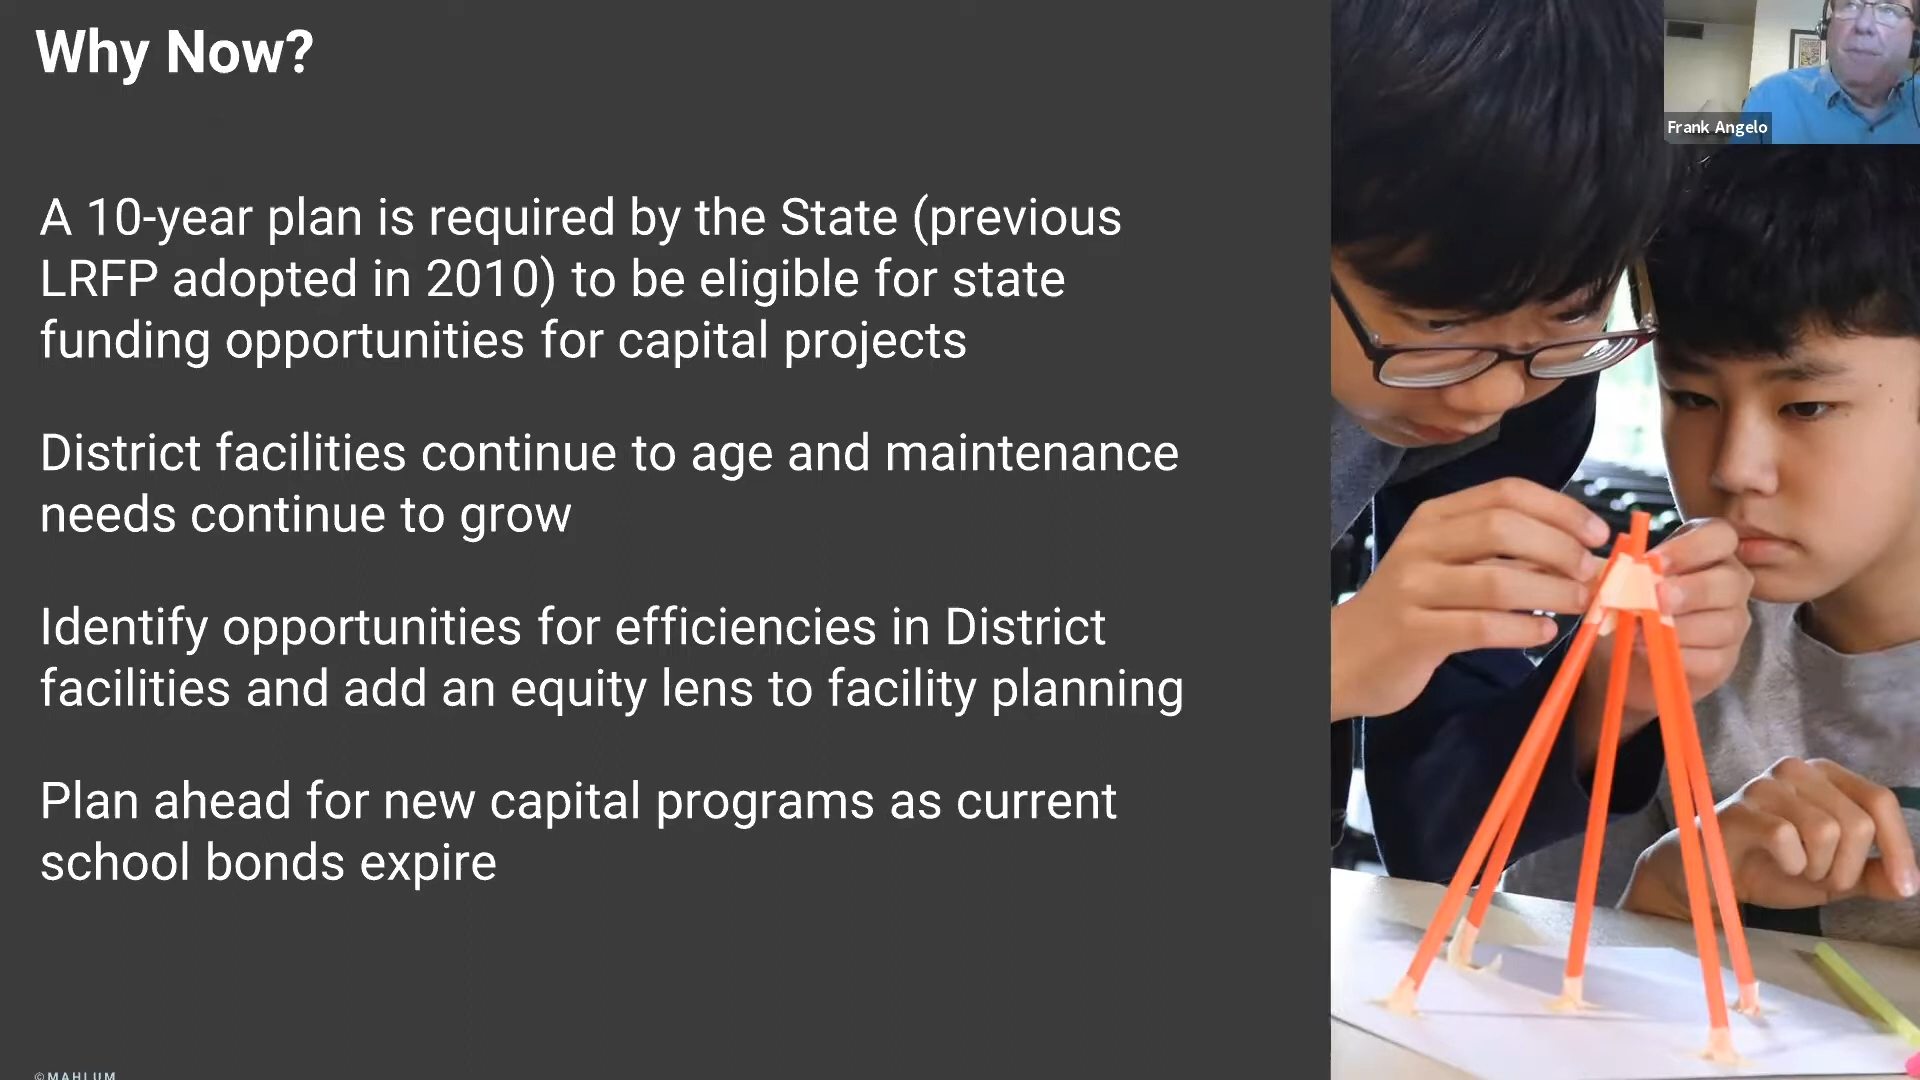 Why Now?
Frank Angelo
A 10-year plan is required by the State (previous
LRFP adopted in 2010) to be eligible for state
funding opportunities for capital projects
District facilities continue to age and maintenance
needs continue to grow
Identify opportunities for efficiencies in District
facilities and add an equity lens to facility planning
Plan ahead for new capital programs as current
school bonds expire
©MAHLUM